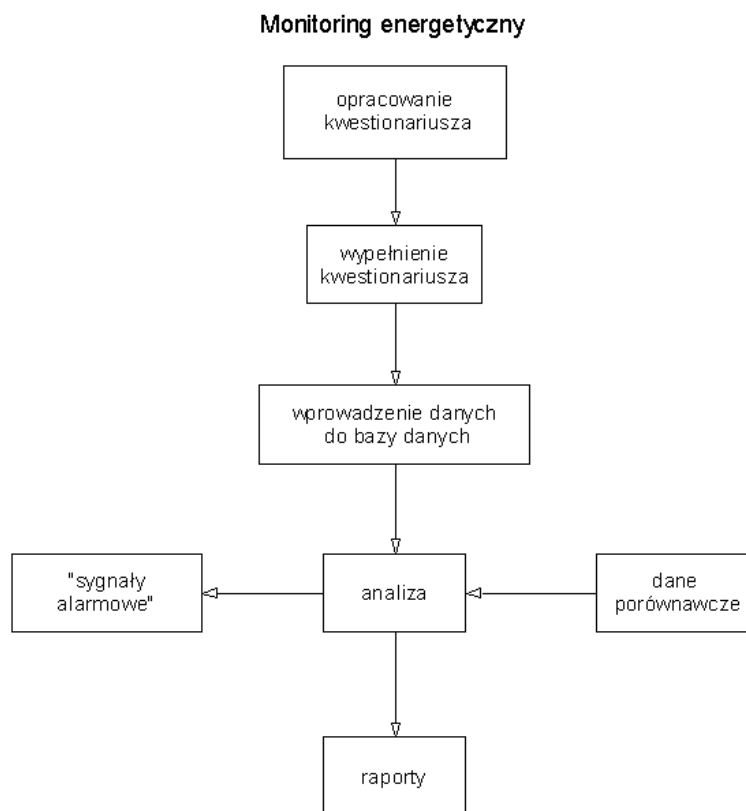 Monitoring energetyczny
opracowanie
kwestionariusza
wypełnienie
kwestionariusza
wprowadzenie danych
do bazy danych
"sygnały
alarmowe"
analiza
dane
porównawcze
raporty